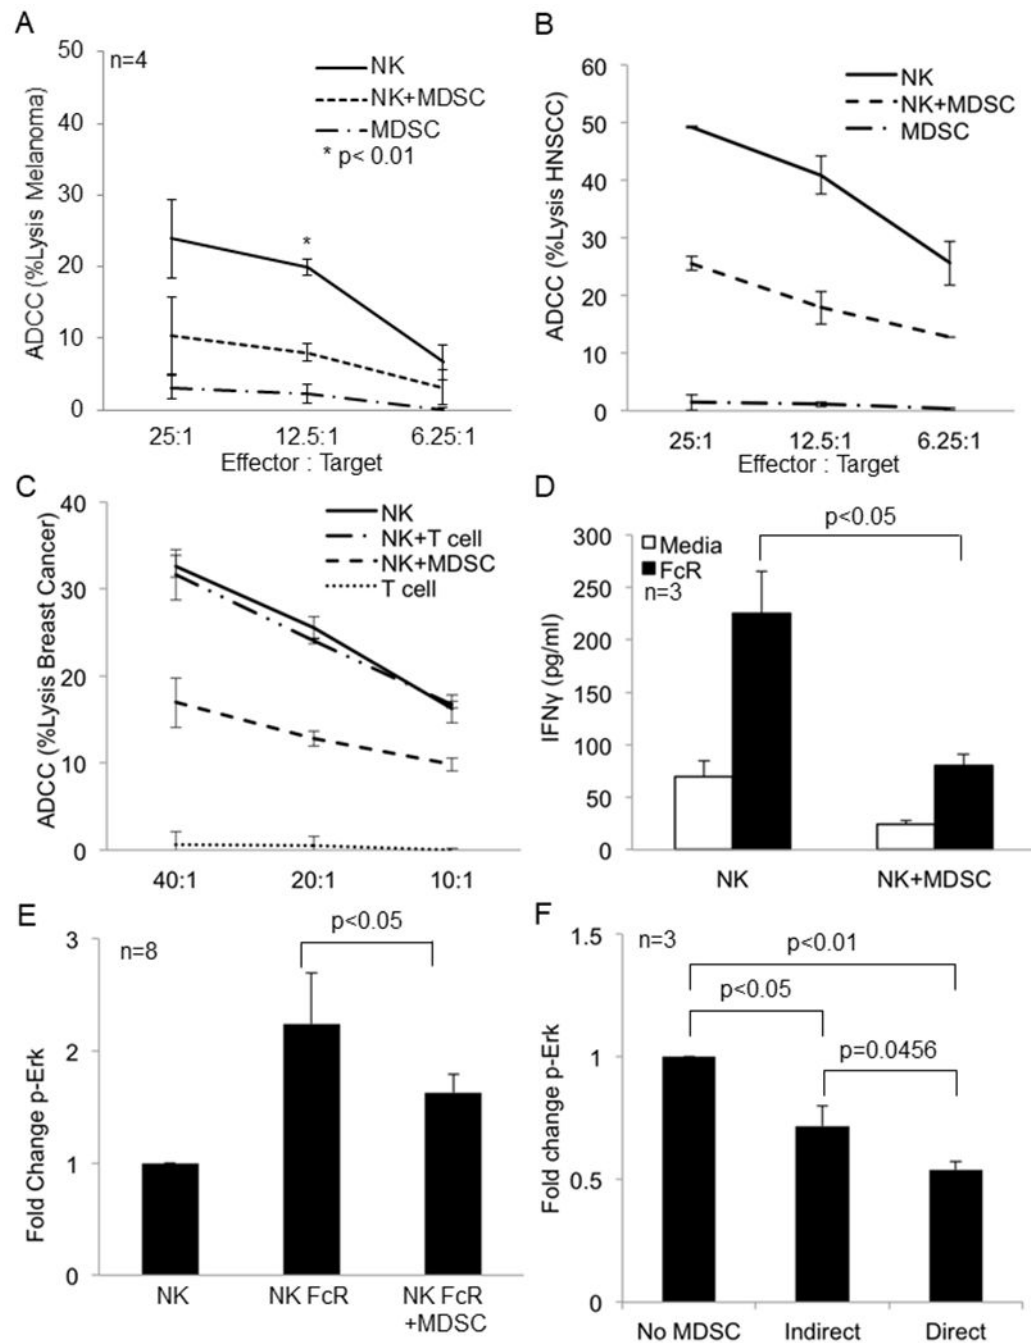 A
n=4
NK
NK+MDSC
MDSC
* p< 0.01
*
50
40
30
20
10
0
ADCC (%Lysis Melanoma)
25:1 12.5:1 6.25:1
Effector : Target
B
NK
NK+MDSC
MDSC
60
50
40
30
20
10
0
ADCC (%Lysis HNSCC)
25:1 12.5:1 6.25:1
Effector : Target
C
NK
NK+T cell
NK+MDSC
T cell
40
30
20
10
0
ADCC (%Lysis Breast Cancer)
40:1 20:1 10:1
D
p<0.05
Media
FcR
n=3
300
250
200
150
100
50
0
IFNγ (pg/ml)
NK NK+MDSC
E
n=8
p<0.05
3
2
1
0
Fold Change p-Erk
NK NK FcR NK FcR
+MDSC
F
n=3
p<0.01
p<0.05
p=0.0456
1.5
1
0.5
0
Fold change p-Erk
No MDSC Indirect Direct